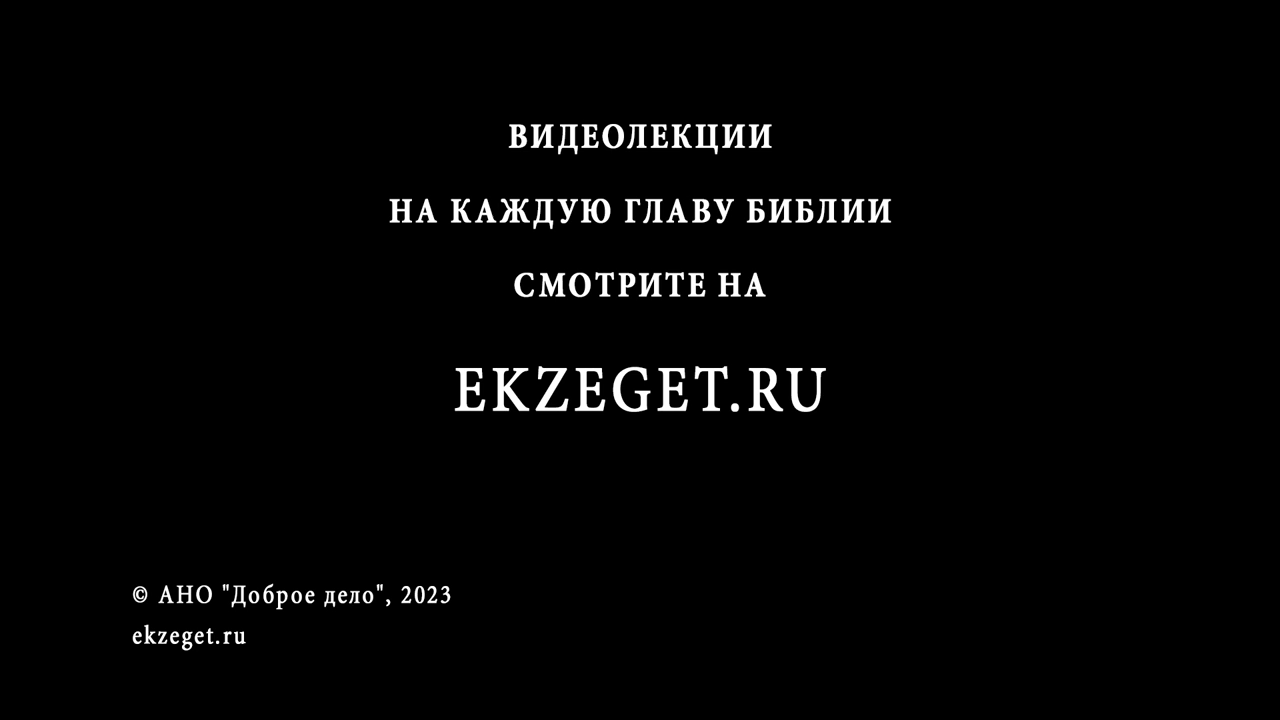 ВИДЕОЛЕКЦИИ
НА КАЖДУЮ ГЛАВУ БИБЛИИ
СМОТРИТЕ НА
EKZEGET.RU
© АНО "Доброе дело", 2023
ekzeget.ru